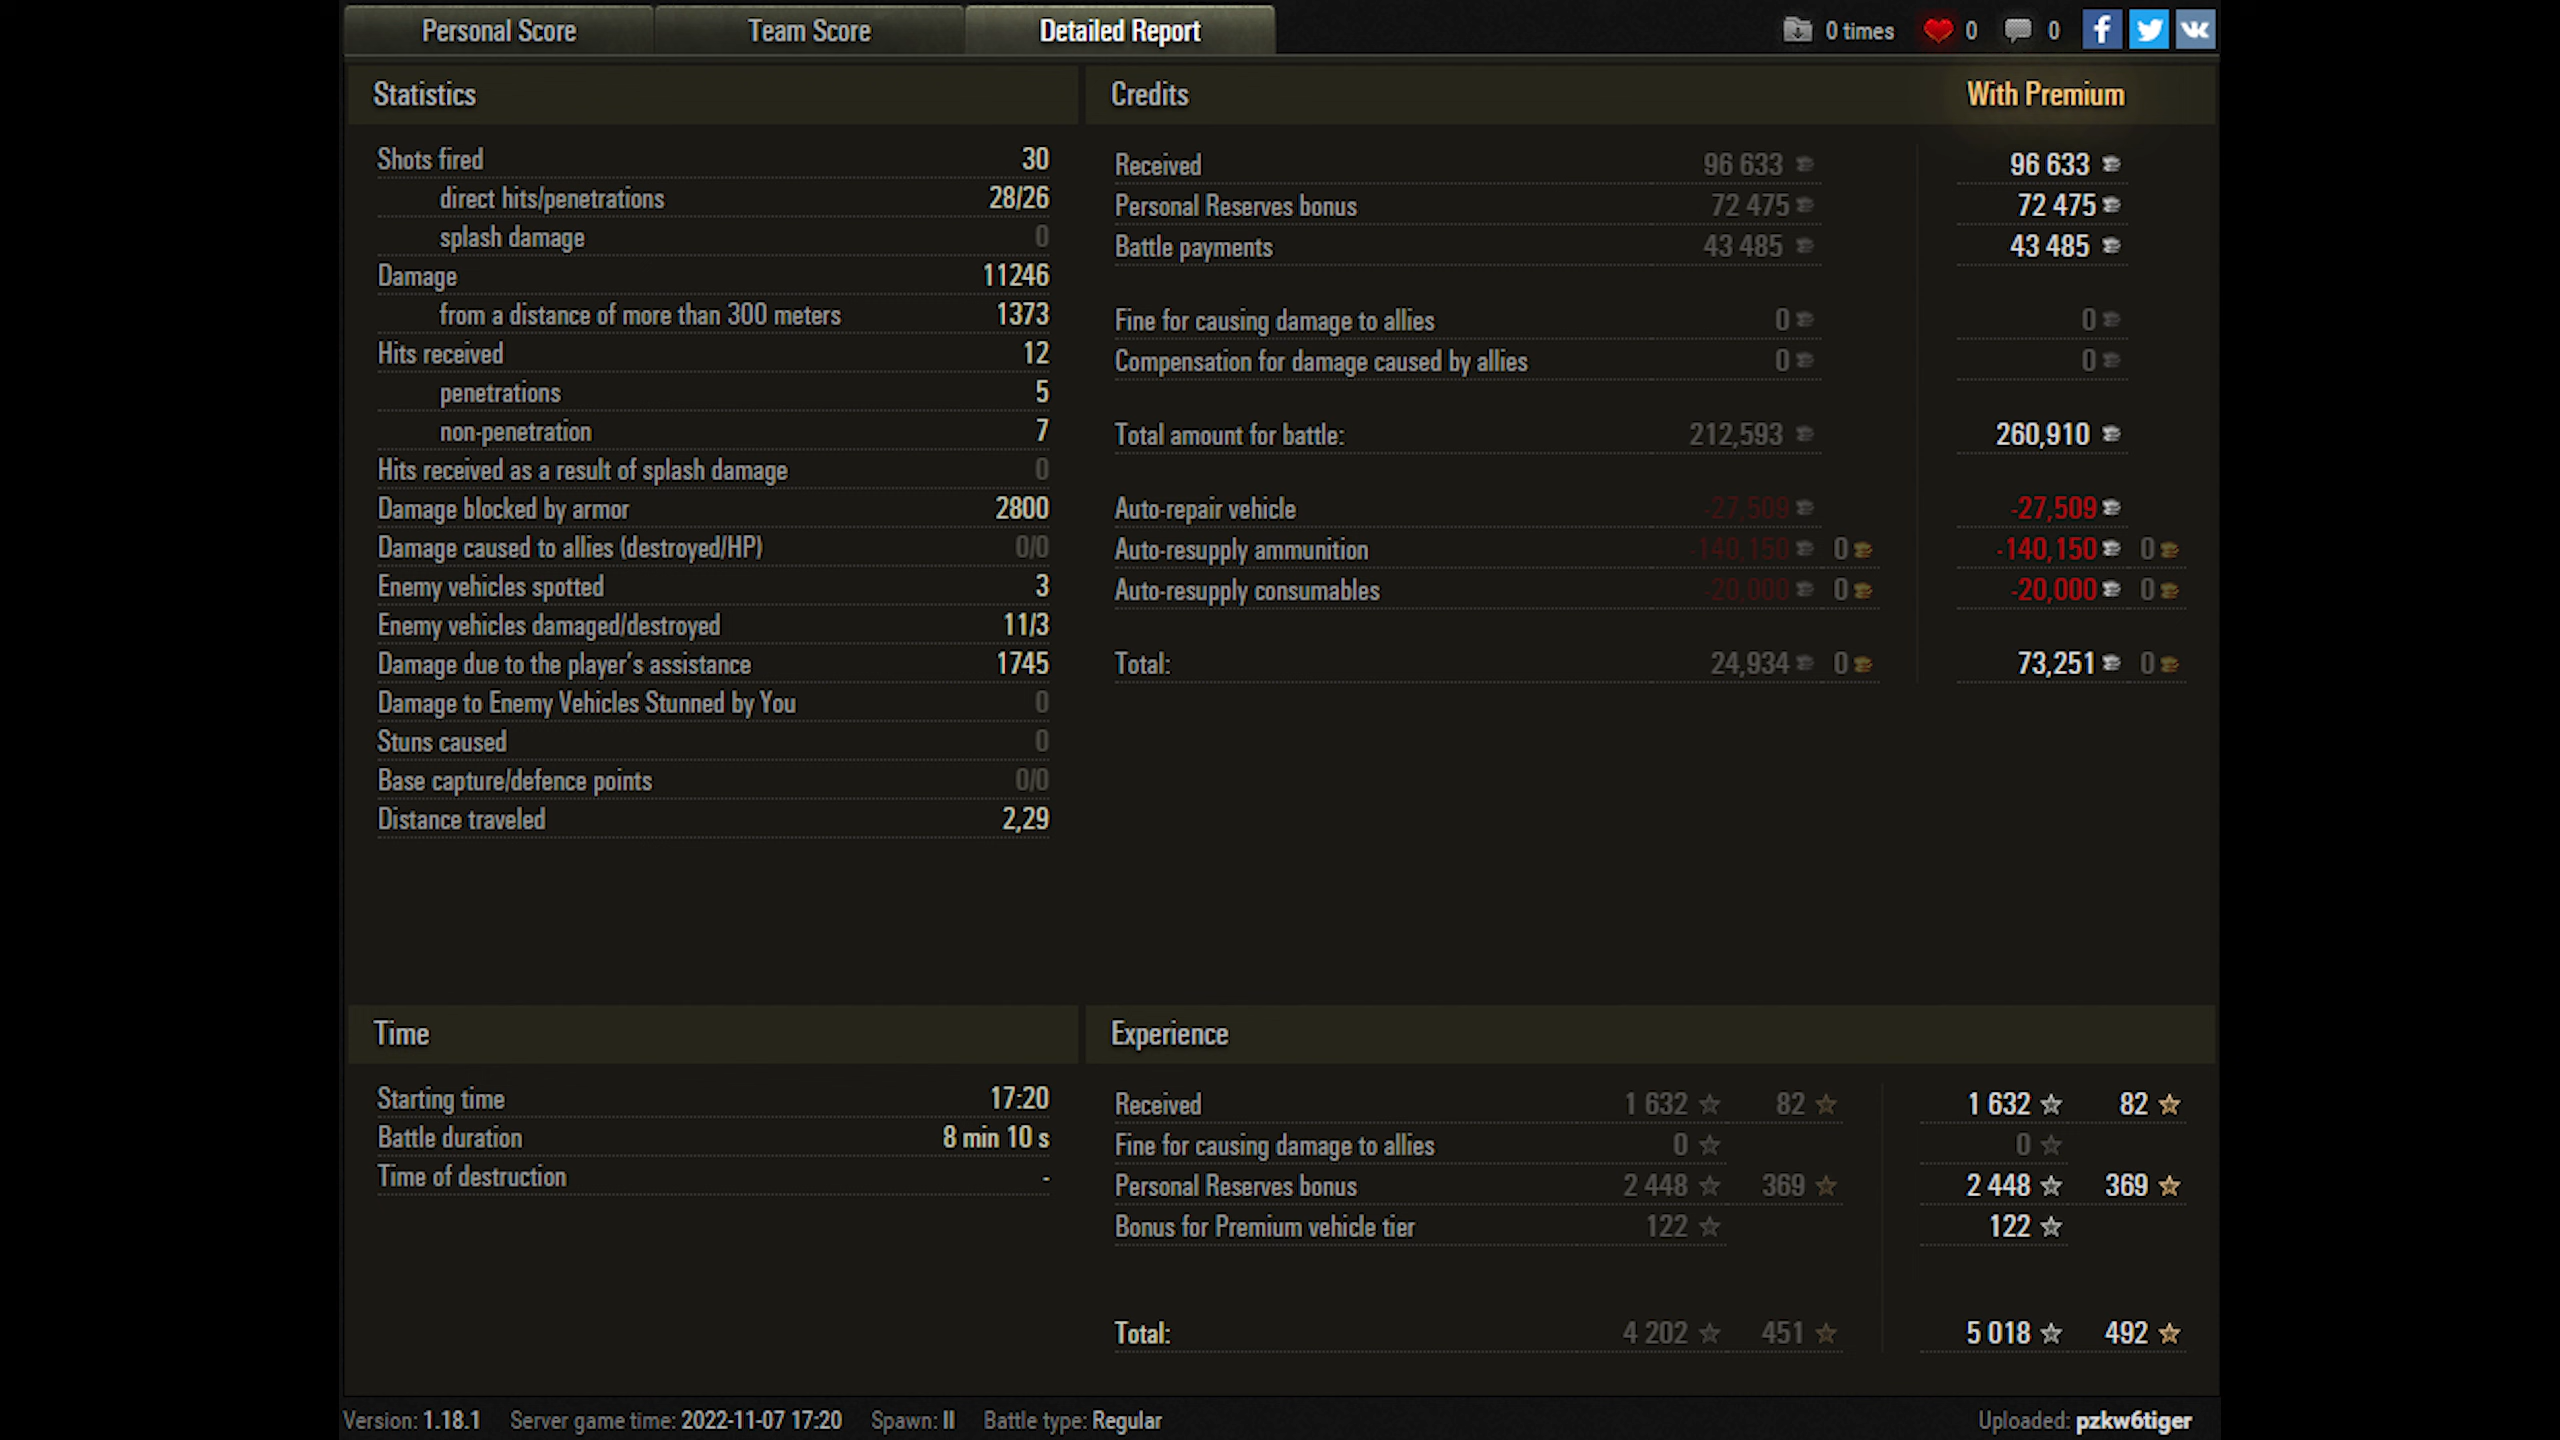 Personal Score Team Score Detailed Report 0 times 0 0
Statistics
Shots fired 30
direct hits/penetrations 28/26
splash damage 0
Damage 11246
from a distance of more than 300 meters 1373
Hits received 12
penetrations 5
non-penetration 7
Hits received as a result of splash damage 0
Damage blocked by armor 2800
Damage caused to allies (destroyed/HP) 0/0
Enemy vehicles spotted 3
Enemy vehicles damaged/destroyed 11/3
Damage due to the player's assistance 1745
Damage to Enemy Vehicles Stunned by You 0
Stuns caused 0
Base capture/defence points 0/0
Distance traveled 2,29
Credits With Premium
Received 96 633 96 633
Personal Reserves bonus 72 475 72 475
Battle payments 43 485 43 485
Fine for causing damage to allies 0 0
Compensation for damage caused by allies 0 0
Total amount for battle: 212,593 260,910
Auto-repair vehicle -27,509 -27,509
Auto-resupply ammunition -140,150 0 -140,150 0
Auto-resupply consumables -20,000 0 -20,000 0
Total: 24,934 0 73,251 0
Time
Starting time 17:20
Battle duration 8 min 10 s
Time of destruction -
Experience
Received 1 632 82 1 632 82
Fine for causing damage to allies 0 0
Personal Reserves bonus 2 448 369 2 448 369
Bonus for Premium vehicle tier 122 122
Total: 4 202 451 5 018 492
Version: 1.18.1 Server game time: 2022-11-07 17:20 Spawn: II Battle type: Regular Uploaded: pzkw6tiger